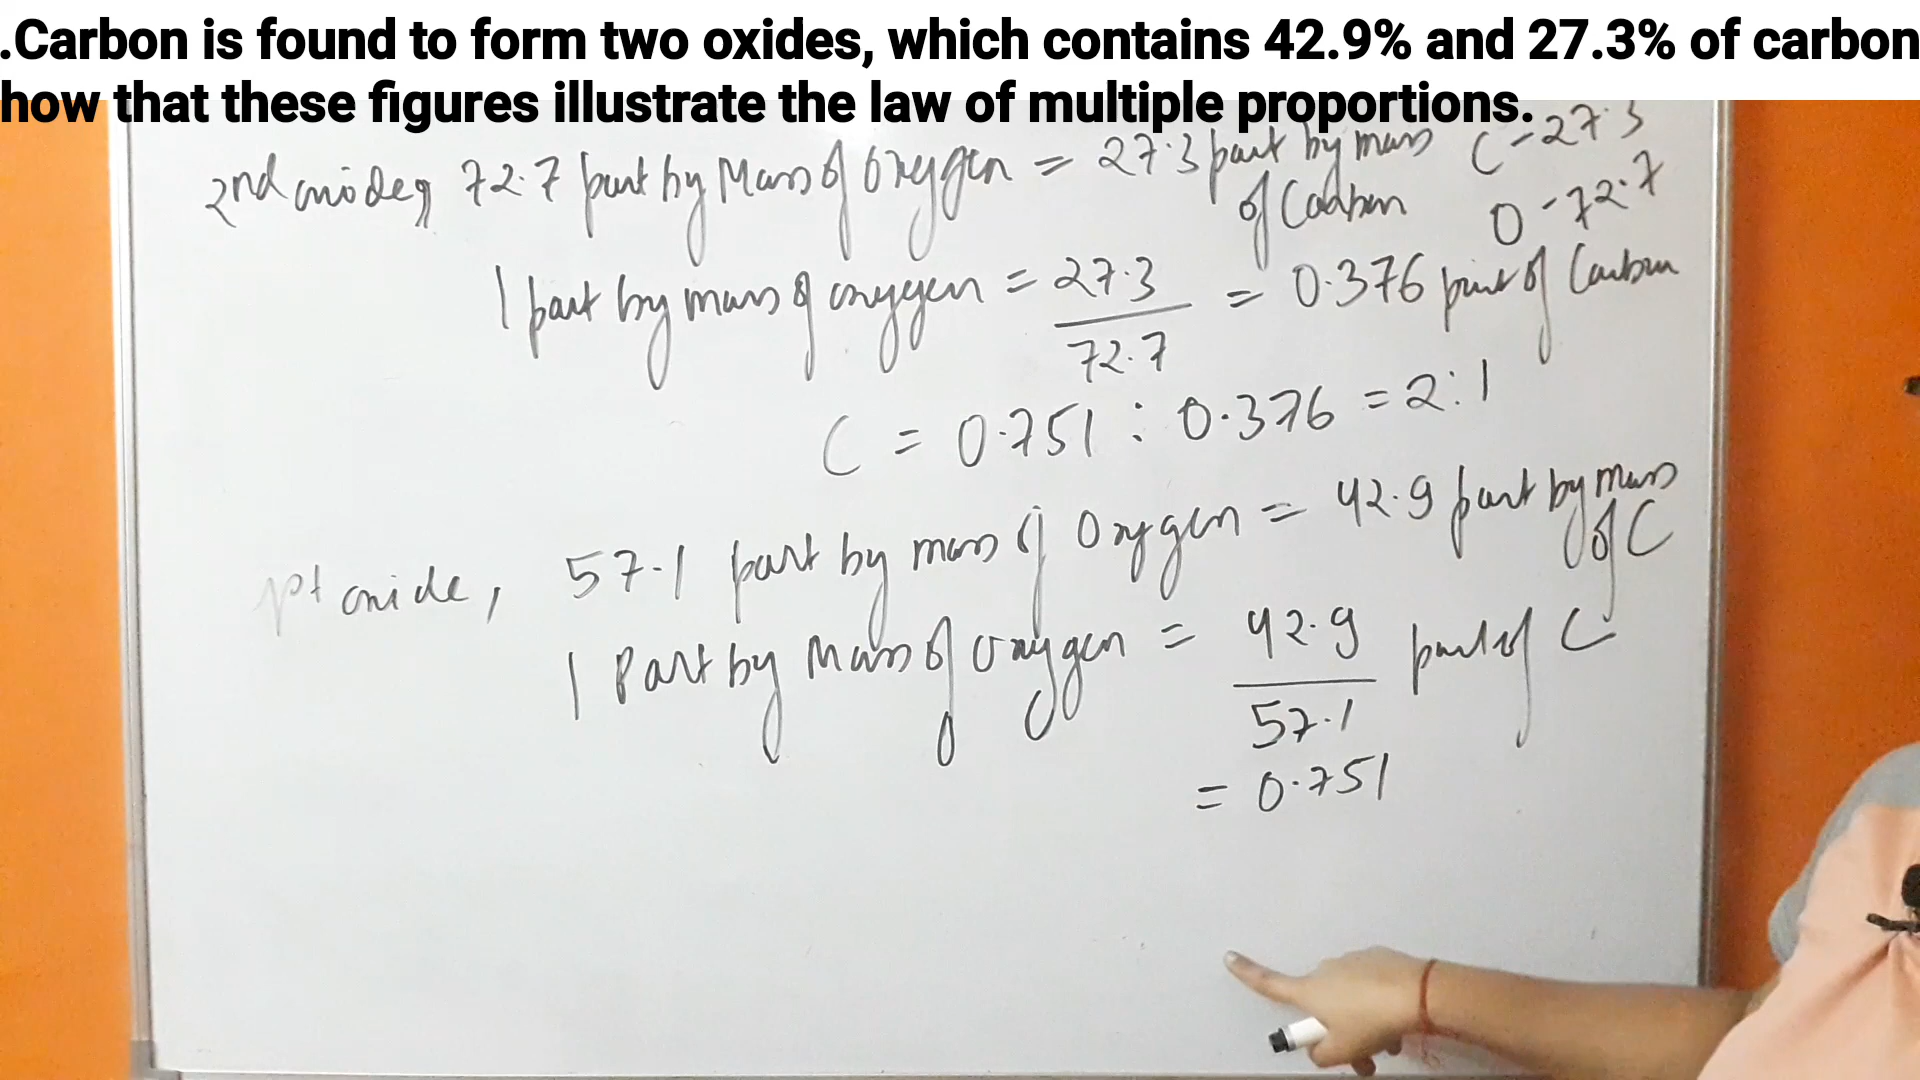 .Carbon is found to form two oxides, which contains 42.9% and 27.3% of carbon
how that these figures illustrate the law of multiple proportions.
2nd oxide, 72.7 part by Mass of Oxygen = 27.3 part by mass
of Carbon
C - 27.3
O - 72.7
1 part by mass of oxygen = 27.3 / 72.7 = 0.376 part of Carbon
C = 0.751 : 0.376 = 2:1
1st oxide, 57.1 part by mass of Oxygen = 42.9 part by mass
of C
1 Part by Mass of oxygen = 42.9 / 57.1 part of C
= 0.751